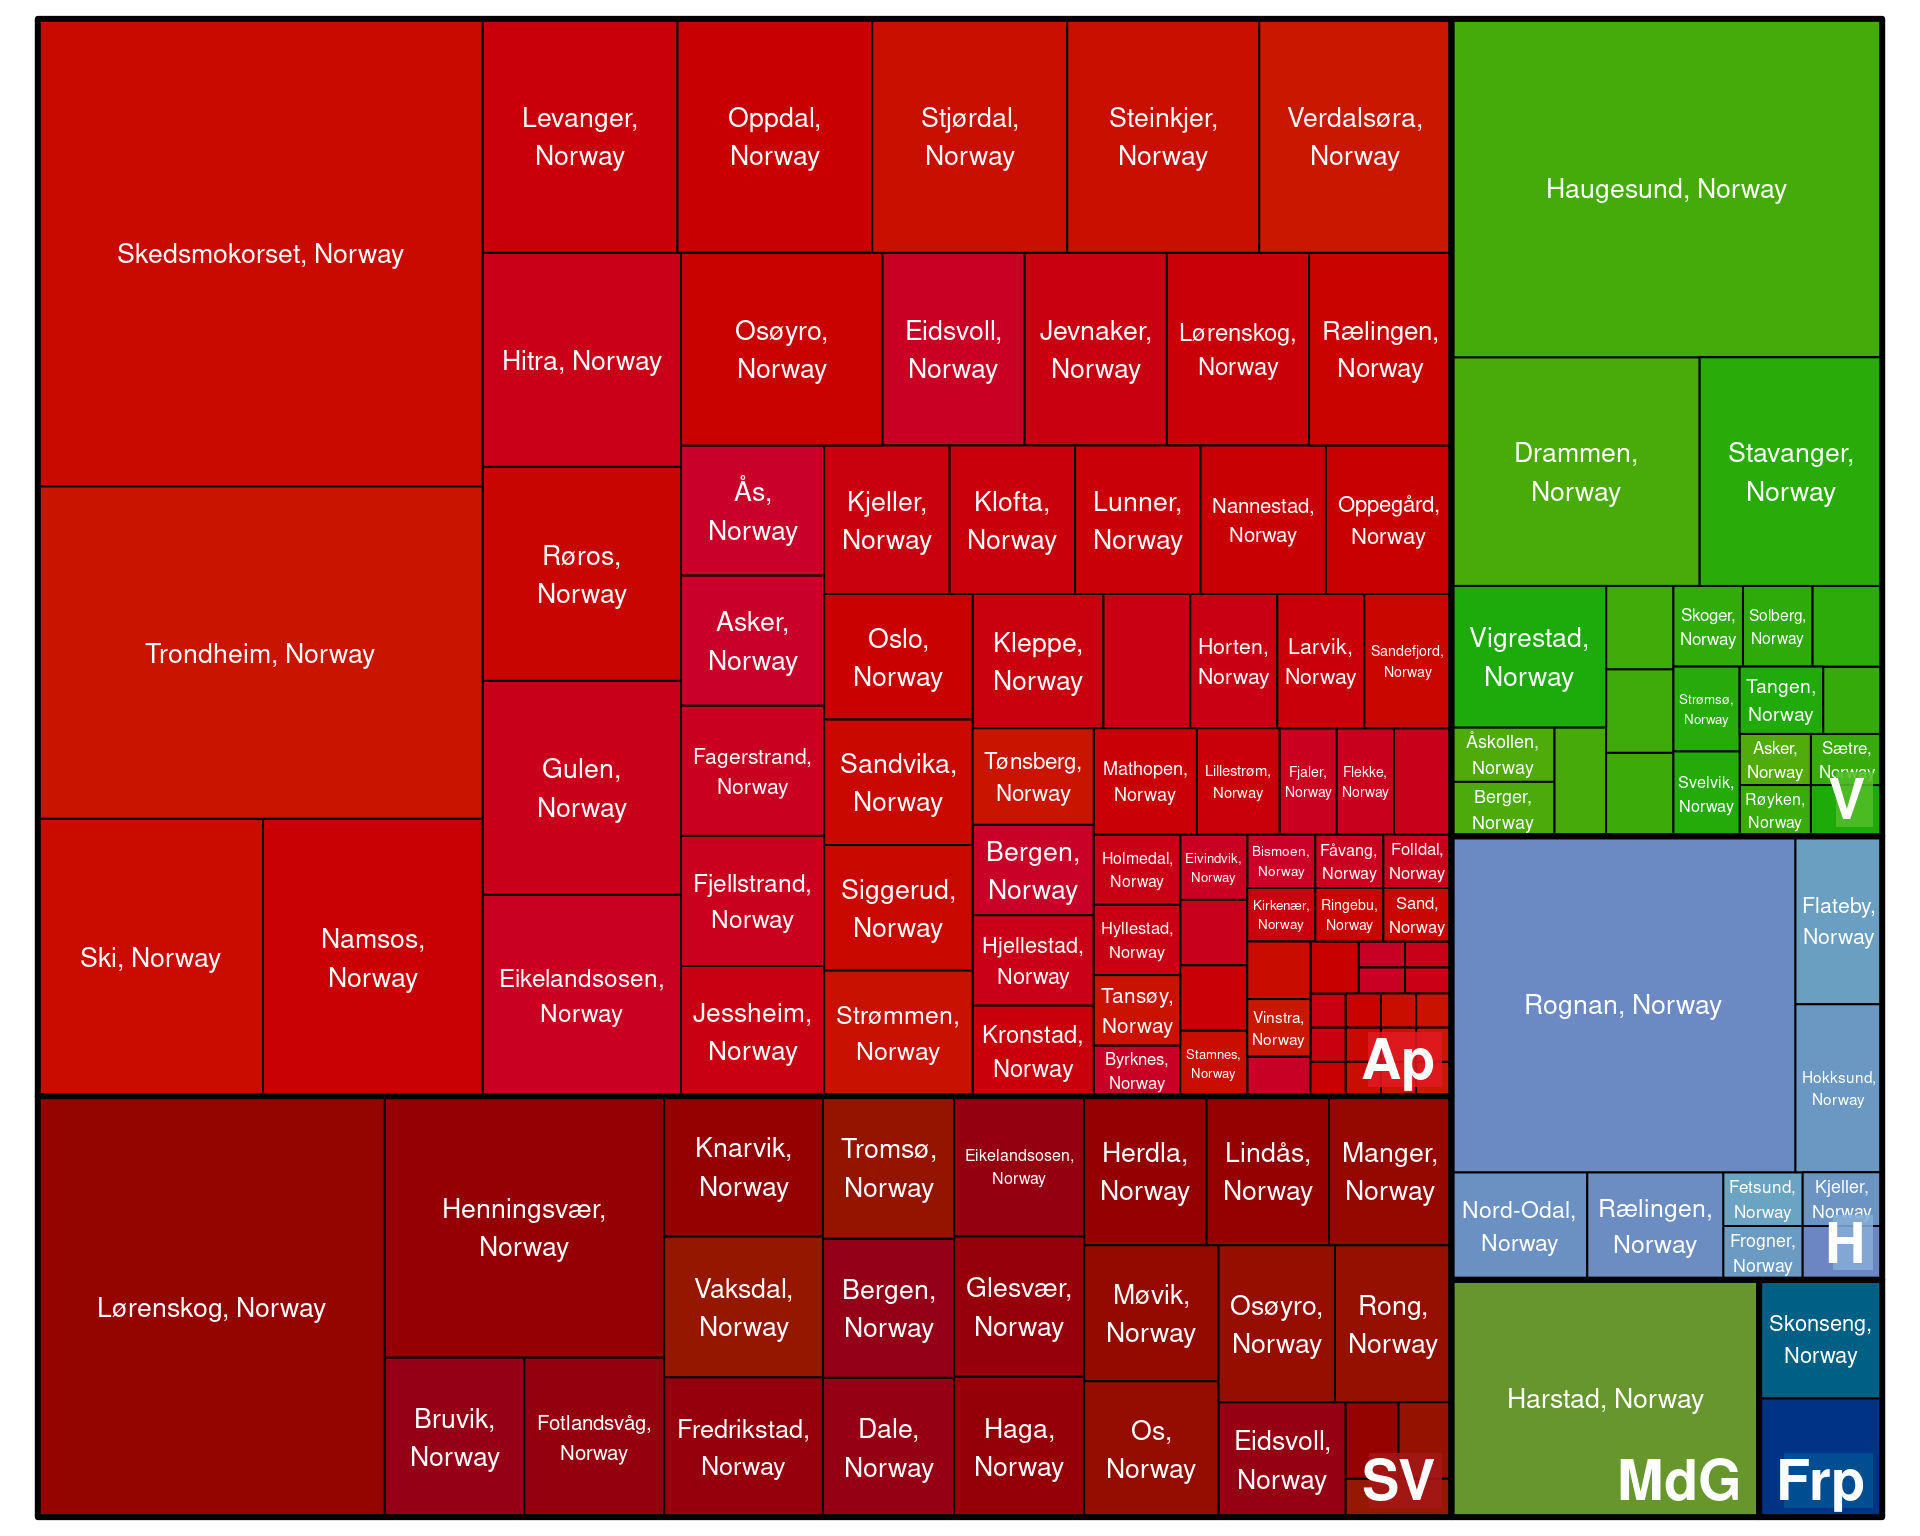 Skedsmokorset, Norway
Trondheim, Norway
Ski, Norway
Namsos,
Norway
Levanger,
Norway
Oppdal,
Norway
Stjørdal,
Norway
Steinkjer,
Norway
Verdalsøra,
Norway
Hitra, Norway
Røros,
Norway
Gulen,
Norway
Eikelandsosen,
Norway
Osøyro,
Norway
Eidsvoll,
Norway
Jevnaker,
Norway
Lørenskog,
Norway
Rælingen,
Norway
Ås,
Norway
Asker,
Norway
Fagerstrand,
Norway
Fjellstrand,
Norway
Jessheim,
Norway
Kjeller,
Norway
Klofta,
Norway
Lunner,
Norway
Nannestad,
Norway
Oppegård,
Norway
Oslo,
Norway
Sandvika,
Norway
Siggerud,
Norway
Strømmen,
Norway
Kleppe,
Norway
Horten,
Norway
Larvik,
Norway
Sandefjord,
Norway
Tønsberg,
Norway
Bergen,
Norway
Hjellestad,
Norway
Kronstad,
Norway
Mathopen,
Norway
Lillestrøm,
Norway
Fjaler,
Norway
Flekke,
Norway
Holmedal,
Norway
Hyllestad,
Norway
Tansøy,
Norway
Byrknes,
Norway
Eivindvik,
Norway
Stamnes,
Norway
Bismoen,
Norway
Fåvang,
Norway
Folldal,
Norway
Kirkenær,
Norway
Ringebu,
Norway
Sand,
Norway
Vinstra,
Norway
Ap
Lørenskog, Norway
Henningsvær,
Norway
Bruvik,
Norway
Fotlandsvåg,
Norway
Knarvik,
Norway
Vaksdal,
Norway
Fredrikstad,
Norway
Tromsø,
Norway
Bergen,
Norway
Dale,
Norway
Eikelandsosen,
Norway
Glesvær,
Norway
Haga,
Norway
Herdla,
Norway
Lindås,
Norway
Manger,
Norway
Møvik,
Norway
Os,
Norway
Osøyro,
Norway
Rong,
Norway
Eidsvoll,
Norway
SV
Haugesund, Norway
Drammen,
Norway
Stavanger,
Norway
Vigrestad,
Norway
Åskollen,
Norway
Berger,
Norway
Skoger,
Norway
Solberg,
Norway
Strømsø,
Norway
Svelvik,
Norway
Tangen,
Norway
Asker,
Norway
Sætre,
Norway
Røyken,
Norway
V
Rognan, Norway
Flateby,
Norway
Hokksund,
Norway
Nord-Odal,
Norway
Rælingen,
Norway
Fetsund,
Norway
Frogner,
Norway
Kjeller,
Norway
H
Harstad, Norway
MdG
Skonseng,
Norway
Frp